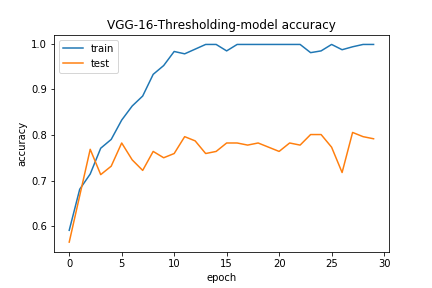 VGG-16-Thresholding-model accuracy
train
test
1.0
0.9
0.8
0.7
0.6
accuracy
0 5 10 15 20 25 30
epoch